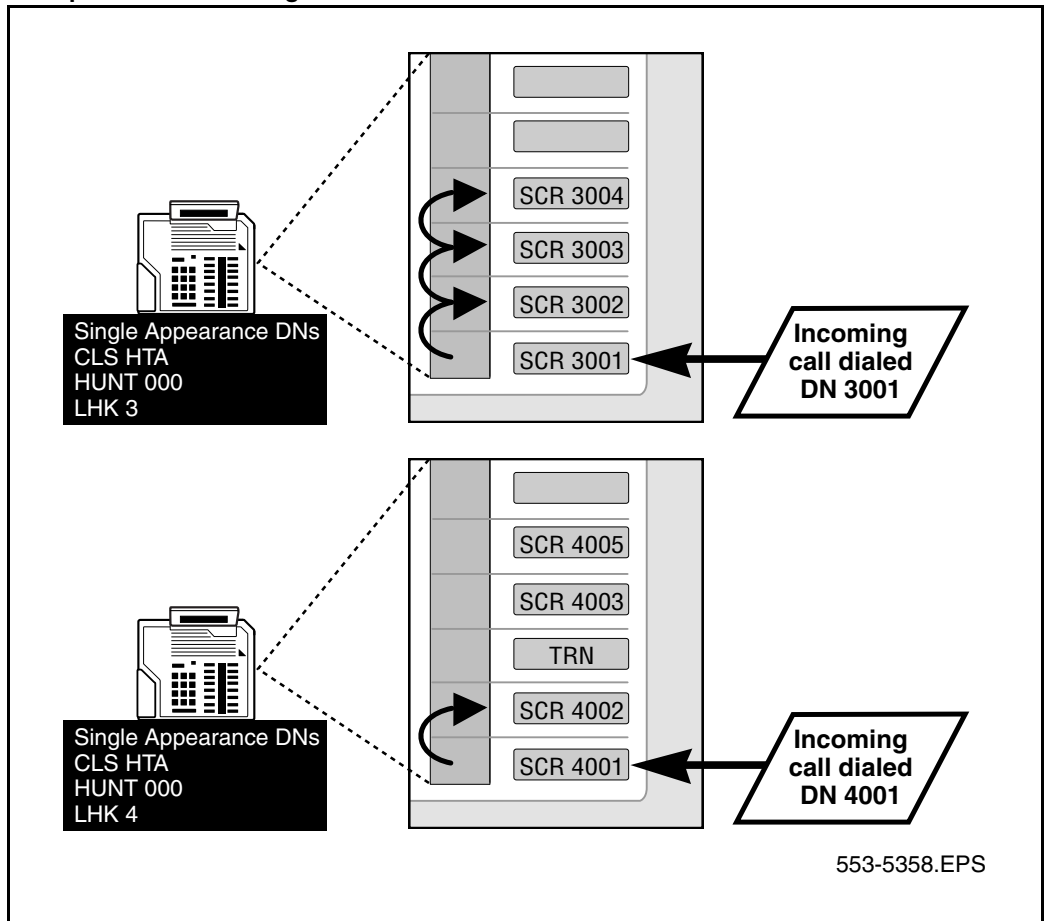 SCR 3004
SCR 3003
SCR 3002
SCR 3001
Single Appearance DNs
CLS HTA
HUNT 000
LHK 3
Incoming
call dialed
DN 3001
SCR 4005
SCR 4003
TRN
SCR 4002
SCR 4001
Single Appearance DNs
CLS HTA
HUNT 000
LHK 4
Incoming
call dialed
DN 4001
553-5358.EPS